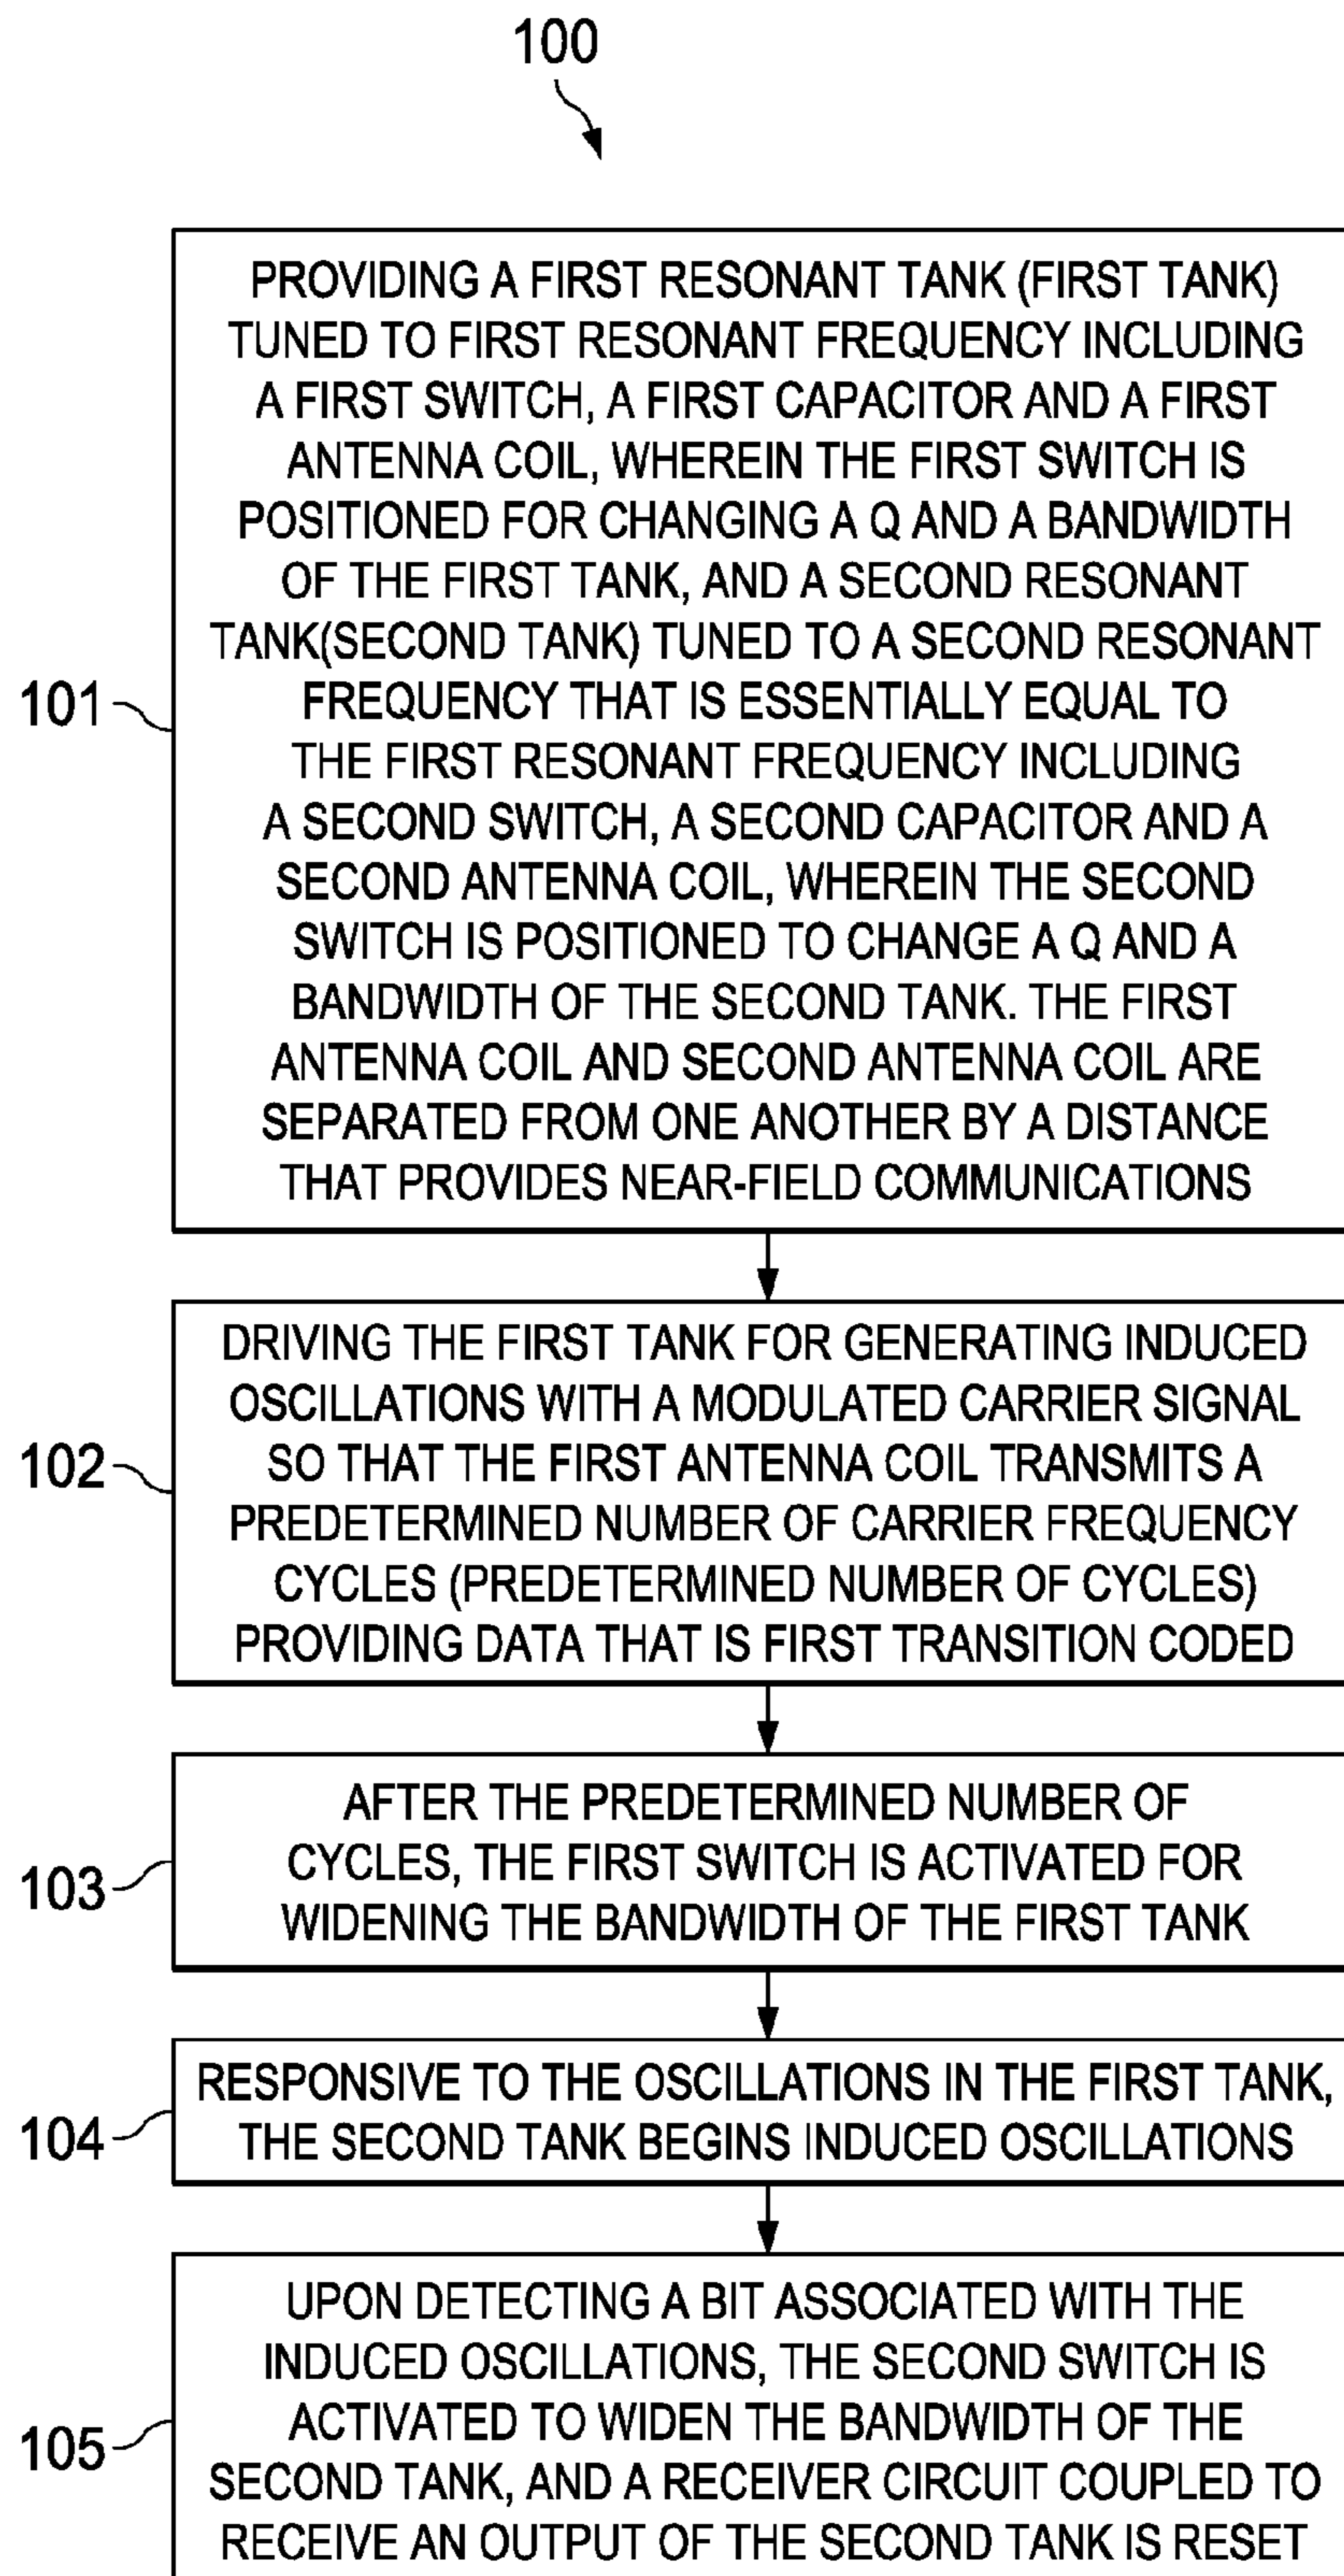 100
101
PROVIDING A FIRST RESONANT TANK (FIRST TANK)
TUNED TO FIRST RESONANT FREQUENCY INCLUDING
A FIRST SWITCH, A FIRST CAPACITOR AND A FIRST
ANTENNA COIL, WHEREIN THE FIRST SWITCH IS
POSITIONED FOR CHANGING A Q AND A BANDWIDTH
OF THE FIRST TANK, AND A SECOND RESONANT
TANK(SECOND TANK) TUNED TO A SECOND RESONANT
FREQUENCY THAT IS ESSENTIALLY EQUAL TO
THE FIRST RESONANT FREQUENCY INCLUDING
A SECOND SWITCH, A SECOND CAPACITOR AND A
SECOND ANTENNA COIL, WHEREIN THE SECOND
SWITCH IS POSITIONED TO CHANGE A Q AND A
BANDWIDTH OF THE SECOND TANK. THE FIRST
ANTENNA COIL AND SECOND ANTENNA COIL ARE
SEPARATED FROM ONE ANOTHER BY A DISTANCE
THAT PROVIDES NEAR-FIELD COMMUNICATIONS
102
DRIVING THE FIRST TANK FOR GENERATING INDUCED
OSCILLATIONS WITH A MODULATED CARRIER SIGNAL
SO THAT THE FIRST ANTENNA COIL TRANSMITS A
PREDETERMINED NUMBER OF CARRIER FREQUENCY
CYCLES (PREDETERMINED NUMBER OF CYCLES)
PROVIDING DATA THAT IS FIRST TRANSITION CODED
103
AFTER THE PREDETERMINED NUMBER OF
CYCLES, THE FIRST SWITCH IS ACTIVATED FOR
WIDENING THE BANDWIDTH OF THE FIRST TANK
104
RESPONSIVE TO THE OSCILLATIONS IN THE FIRST TANK,
THE SECOND TANK BEGINS INDUCED OSCILLATIONS
105
UPON DETECTING A BIT ASSOCIATED WITH THE
INDUCED OSCILLATIONS, THE SECOND SWITCH IS
ACTIVATED TO WIDEN THE BANDWIDTH OF THE
SECOND TANK, AND A RECEIVER CIRCUIT COUPLED TO
RECEIVE AN OUTPUT OF THE SECOND TANK IS RESET